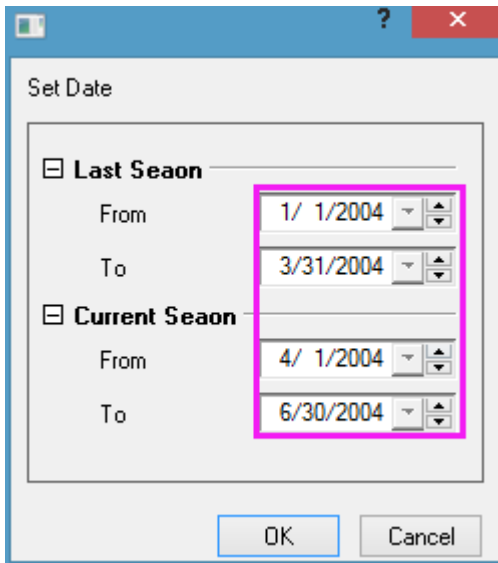 ?
Set Date
Last Seaon
From 1/ 1/2004
To 3/31/2004
Current Seaon
From 4/ 1/2004
To 6/30/2004
OK Cancel